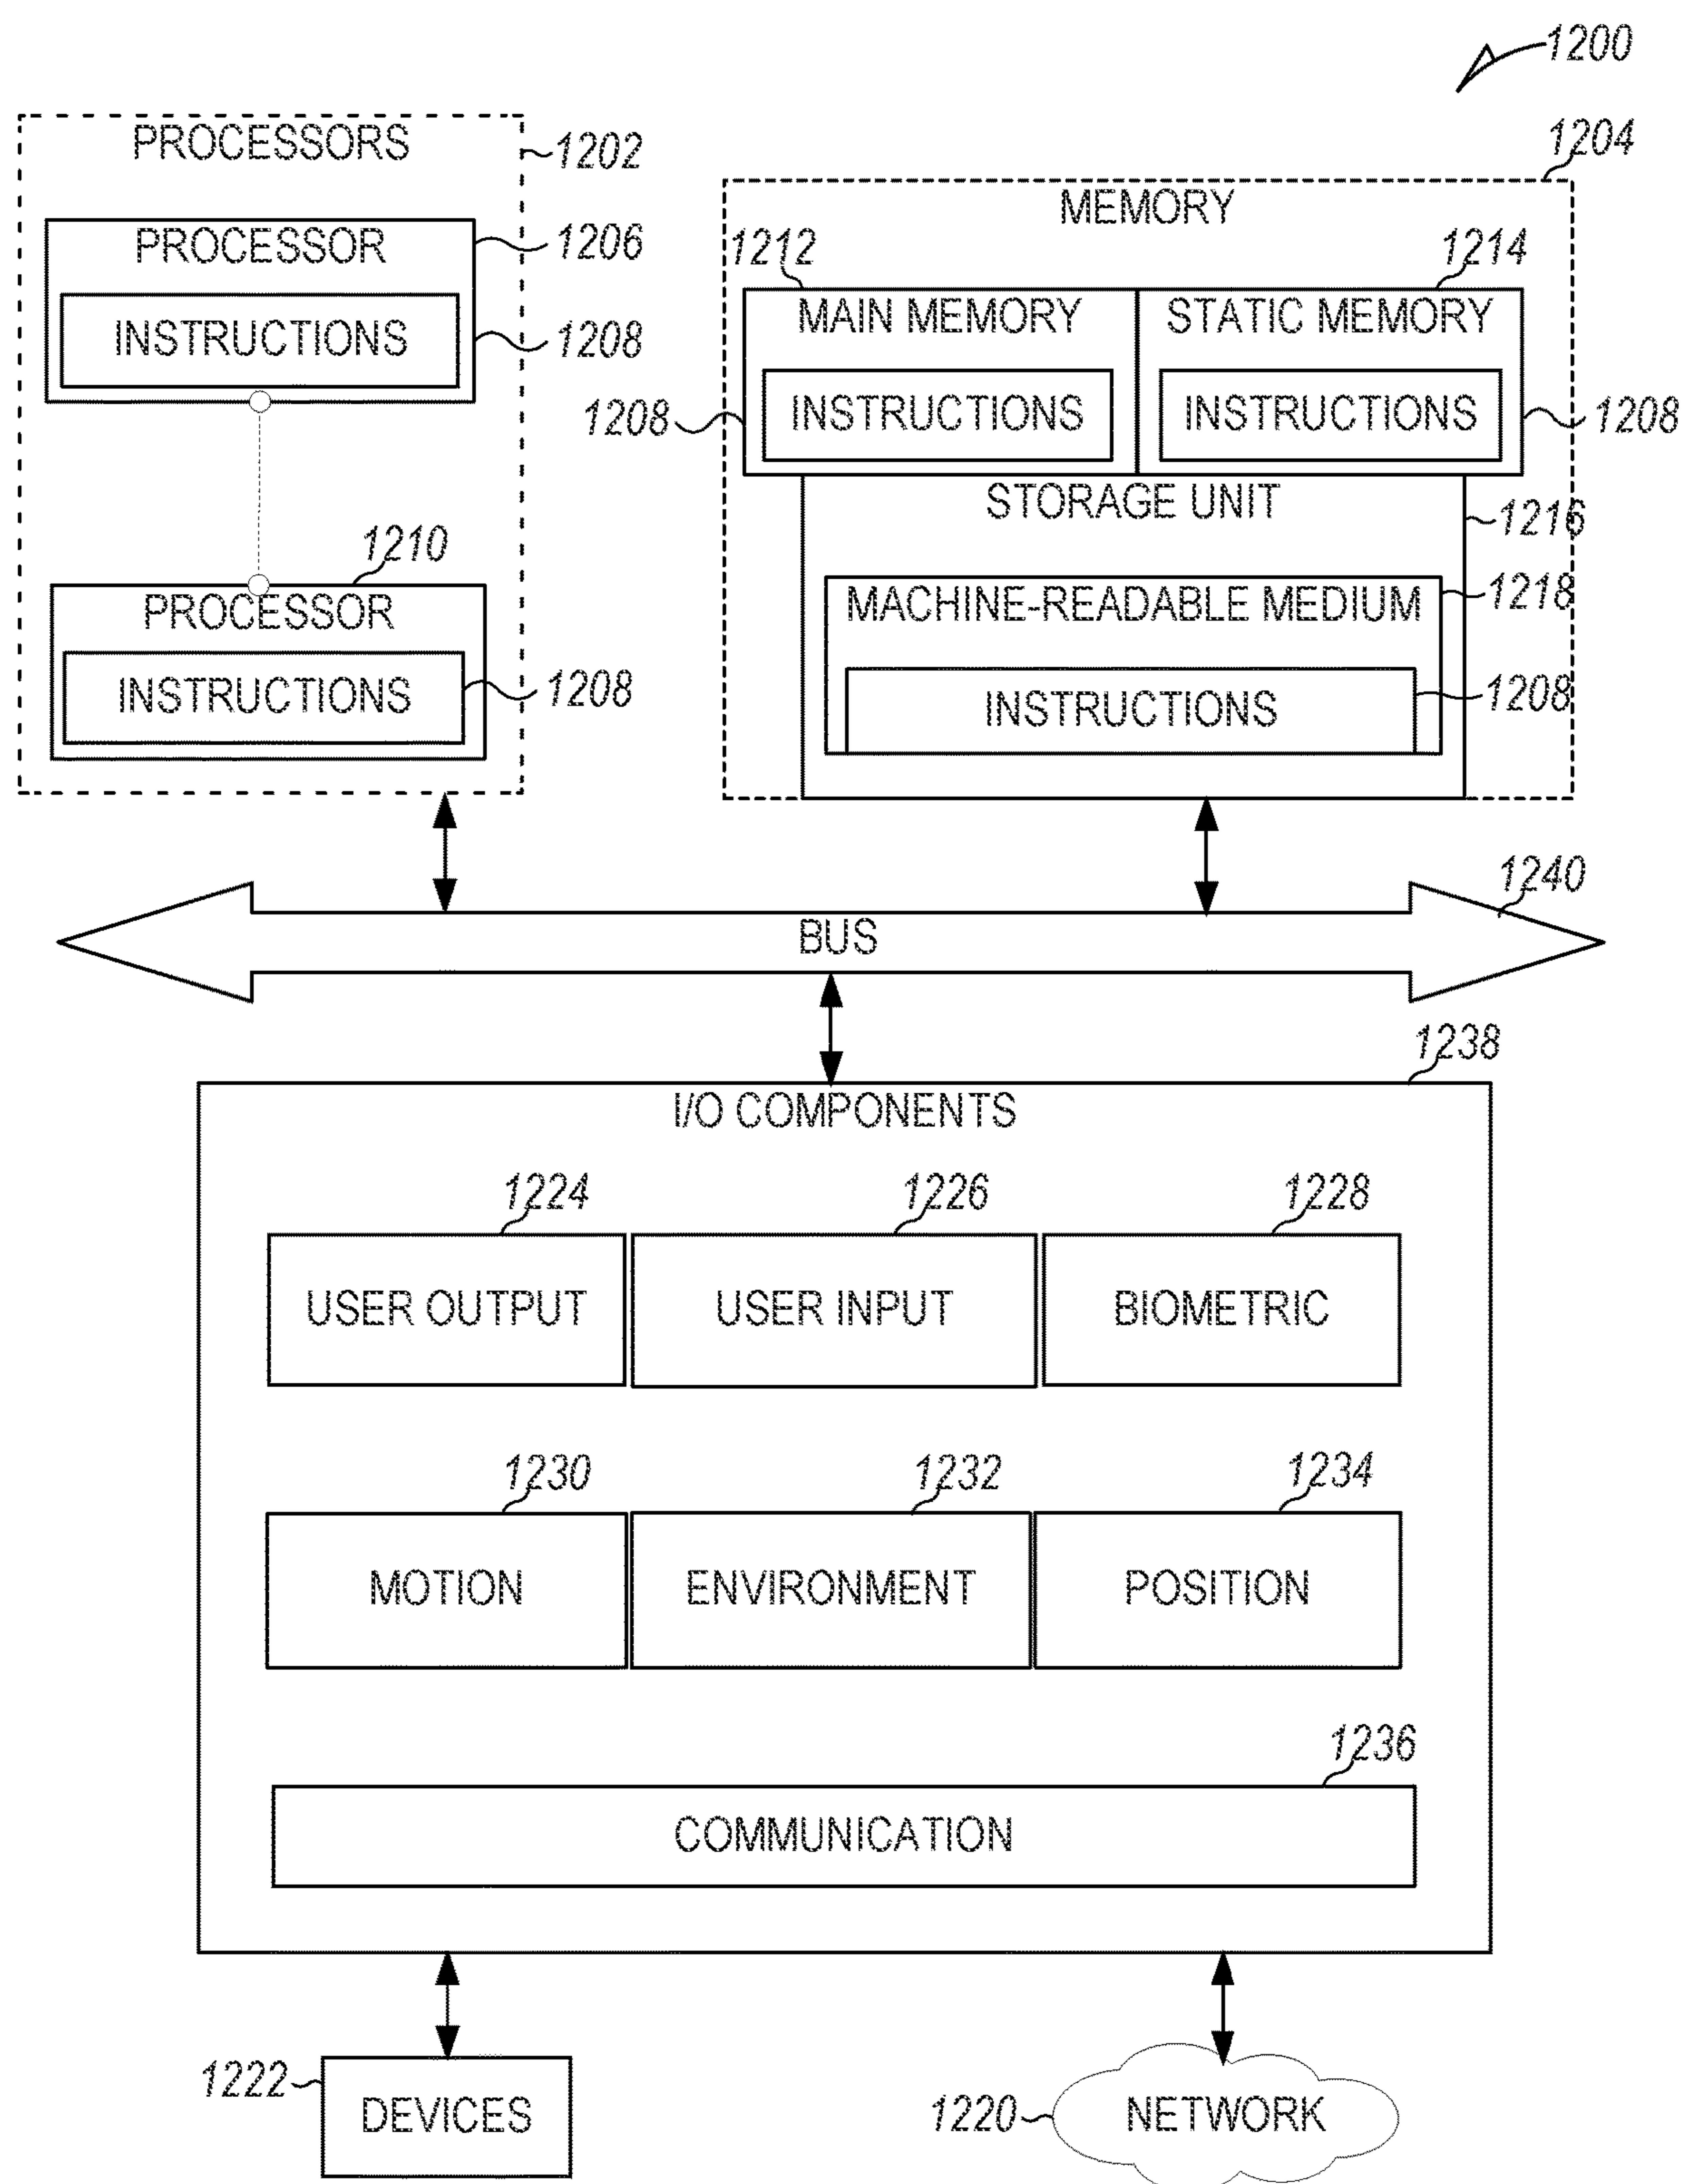 1200
PROCESSORS
1202
1204
MEMORY
PROCESSOR
1206
INSTRUCTIONS
1208
1212
1214
MAIN MEMORY
STATIC MEMORY
1208
INSTRUCTIONS
INSTRUCTIONS
1208
STORAGE UNIT
1216
1210
PROCESSOR
INSTRUCTIONS
1208
MACHINE-READABLE MEDIUM
1218
INSTRUCTIONS
1208
1240
BUS
1238
I/O COMPONENTS
1224
1226
1228
USER OUTPUT
USER INPUT
BIOMETRIC
1230
1232
1234
MOTION
ENVIRONMENT
POSITION
1236
COMMUNICATION
1222
DEVICES
1220
NETWORK